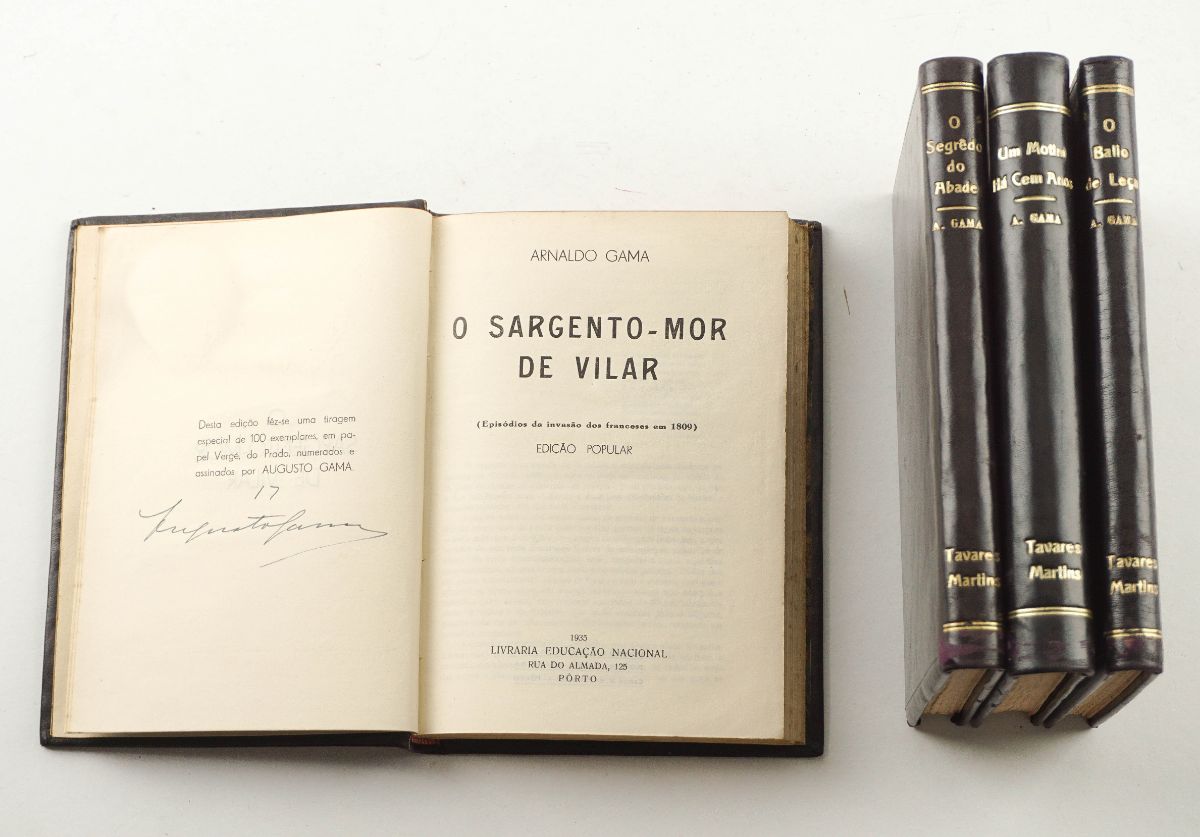 Desta edição fêz-se uma tiragem
especial de 100 exemplares, em pa-
pel Vergé, do Prado, numerados e
assinados por AUGUSTO GAMA.
17
Augusto Gama
ARNALDO GAMA
O SARGENTO-MOR
DE VILAR
(Episódios da invasão dos franceses em 1809)
EDIÇÃO POPULAR
1935
LIVRARIA EDUCAÇÃO NACIONAL
RUA DO ALMADA, 125
PÔRTO
O
Segrêdo
do
Abade
A. GAMA
Tavares
Martins
Um Motim
Há Cem Anos
A. GAMA
Tavares
Martins
O
Balio
de Leça
A. GAMA
Tavares
Martins